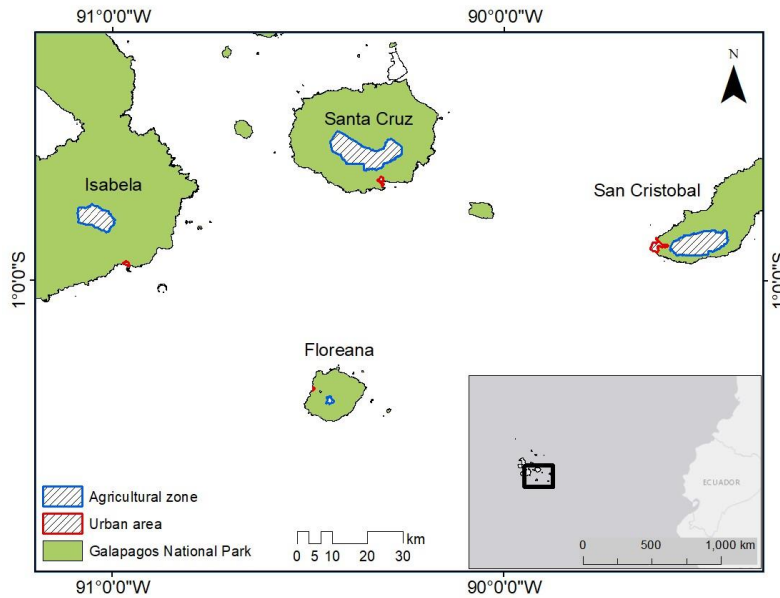 91°0'0"W
90°0'0"W
N
Santa Cruz
Isabela
San Cristobal
1°0'0"S
1°0'0"S
Floreana
ECUADOR
Agricultural zone
Urban area
Galapagos National Park
km
0 5 10 20 30
0 500 1,000 km
91°0'0"W
90°0'0"W